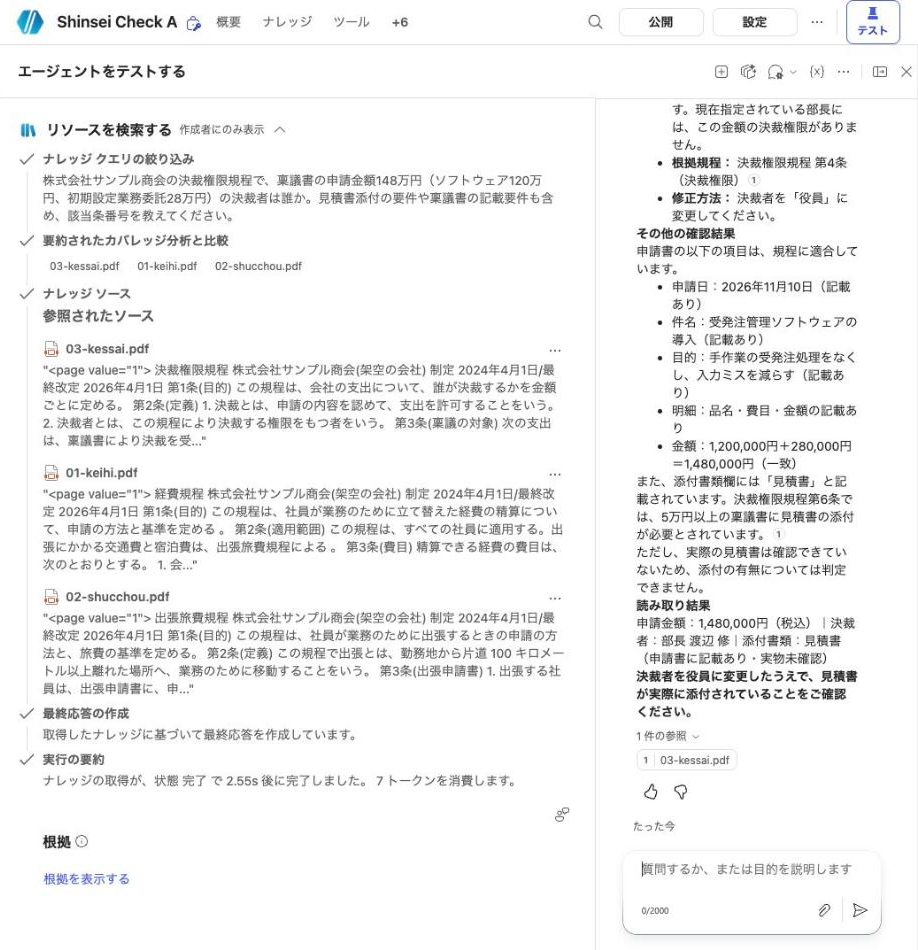 Shinsei Check A 概要 ナレッジ ツール +6 公開 設定 … テスト
エージェントをテストする
リソースを検索する 作成者にのみ表示
ナレッジ クエリの絞り込み
株式会社サンプル商会の決裁権限規程で、稟議書の申請金額148万円（ソフトウェア120万
円、初期設定業務委託28万円）の決裁者は誰か。見積書添付の要件や稟議書の記載要件も含
め、該当条番号を教えてください。
要約されたカバレッジ分析と比較
03-kessai.pdf 01-keihi.pdf 02-shucchou.pdf
ナレッジ ソース
参照されたソース
03-kessai.pdf …
"<page value="1"> 決裁権限規程 株式会社サンプル商会(架空の会社) 制定 2024年4月1日/最
終改定 2026年4月1日 第1条(目的) この規程は、会社の支出について、誰が決裁するかを金額
ごとに定める。 第2条(定義) 1. 決裁とは、申請の内容を認めて、支出を許可することをいう。
2. 決裁者とは、この規程により決裁する権限をもつ者をいう。 第3条(稟議の対象) 次の支出
は、稟議書により決裁を受..."
01-keihi.pdf …
"<page value="1"> 経費規程 株式会社サンプル商会(架空の会社) 制定 2024年4月1日/最終改
定 2026年4月1日 第1条(目的) この規程は、社員が業務のために立て替えた経費の精算につい
て、申請の方法と基準を定める 。 第2条(適用範囲) この規程は、すべての社員に適用する。出
張にかかる交通費と宿泊費は、出張旅費規程による 。 第3条(費目) 精算できる経費の費目は、
次のとおりとする。 1. 会..."
02-shucchou.pdf …
"<page value="1"> 出張旅費規程 株式会社サンプル商会(架空の会社) 制定 2024年4月1日/最
終改定 2026年4月1日 第1条(目的) この規程は、社員が業務のために出張するときの申請の方
法と、旅費の基準を定める。 第2条(定義) この規程で出張とは、勤務地から片道 100 キロメー
トル以上離れた場所へ、業務のために移動することをいう。 第3条(出張申請書) 1. 出張する社
員は、出張申請書に、申..."
最終応答の作成
取得したナレッジに基づいて最終応答を作成しています。
実行の要約
ナレッジの取得が、状態 完了 で 2.55s 後に完了しました。 7 トークンを消費します。
根拠
根拠を表示する
す。現在指定されている部長に
は、この金額の決裁権限がありま
せん。
• 根拠規程： 決裁権限規程 第4条
（決裁権限） 1
• 修正方法： 決裁者を「役員」に
変更してください。
その他の確認結果
申請書の以下の項目は、規程に適合して
います。
• 申請日：2026年11月10日（記載
あり）
• 件名：受発注管理ソフトウェアの
導入（記載あり）
• 目的：手作業の受発注処理をなく
し、入力ミスを減らす（記載あ
り）
• 明細：品名・費目・金額の記載あ
り
• 金額：1,200,000円＋280,000円
＝1,480,000円（一致）
また、添付書類欄には「見積書」と記
載されています。決裁権限規程第6条で
は、5万円以上の稟議書に見積書の添付
が必要とされています。 1
ただし、実際の見積書は確認できてい
ないため、添付の有無については判定
できません。
読み取り結果
申請金額：1,480,000円（税込）｜決裁
者：部長 渡辺 修｜添付書類：見積書
（申請書に記載あり・実物未確認）
決裁者を役員に変更したうえで、見積書
が実際に添付されていることをご確認
ください。
1 件の参照
1 03-kessai.pdf
たった今
質問するか、または目的を説明します
0/2000